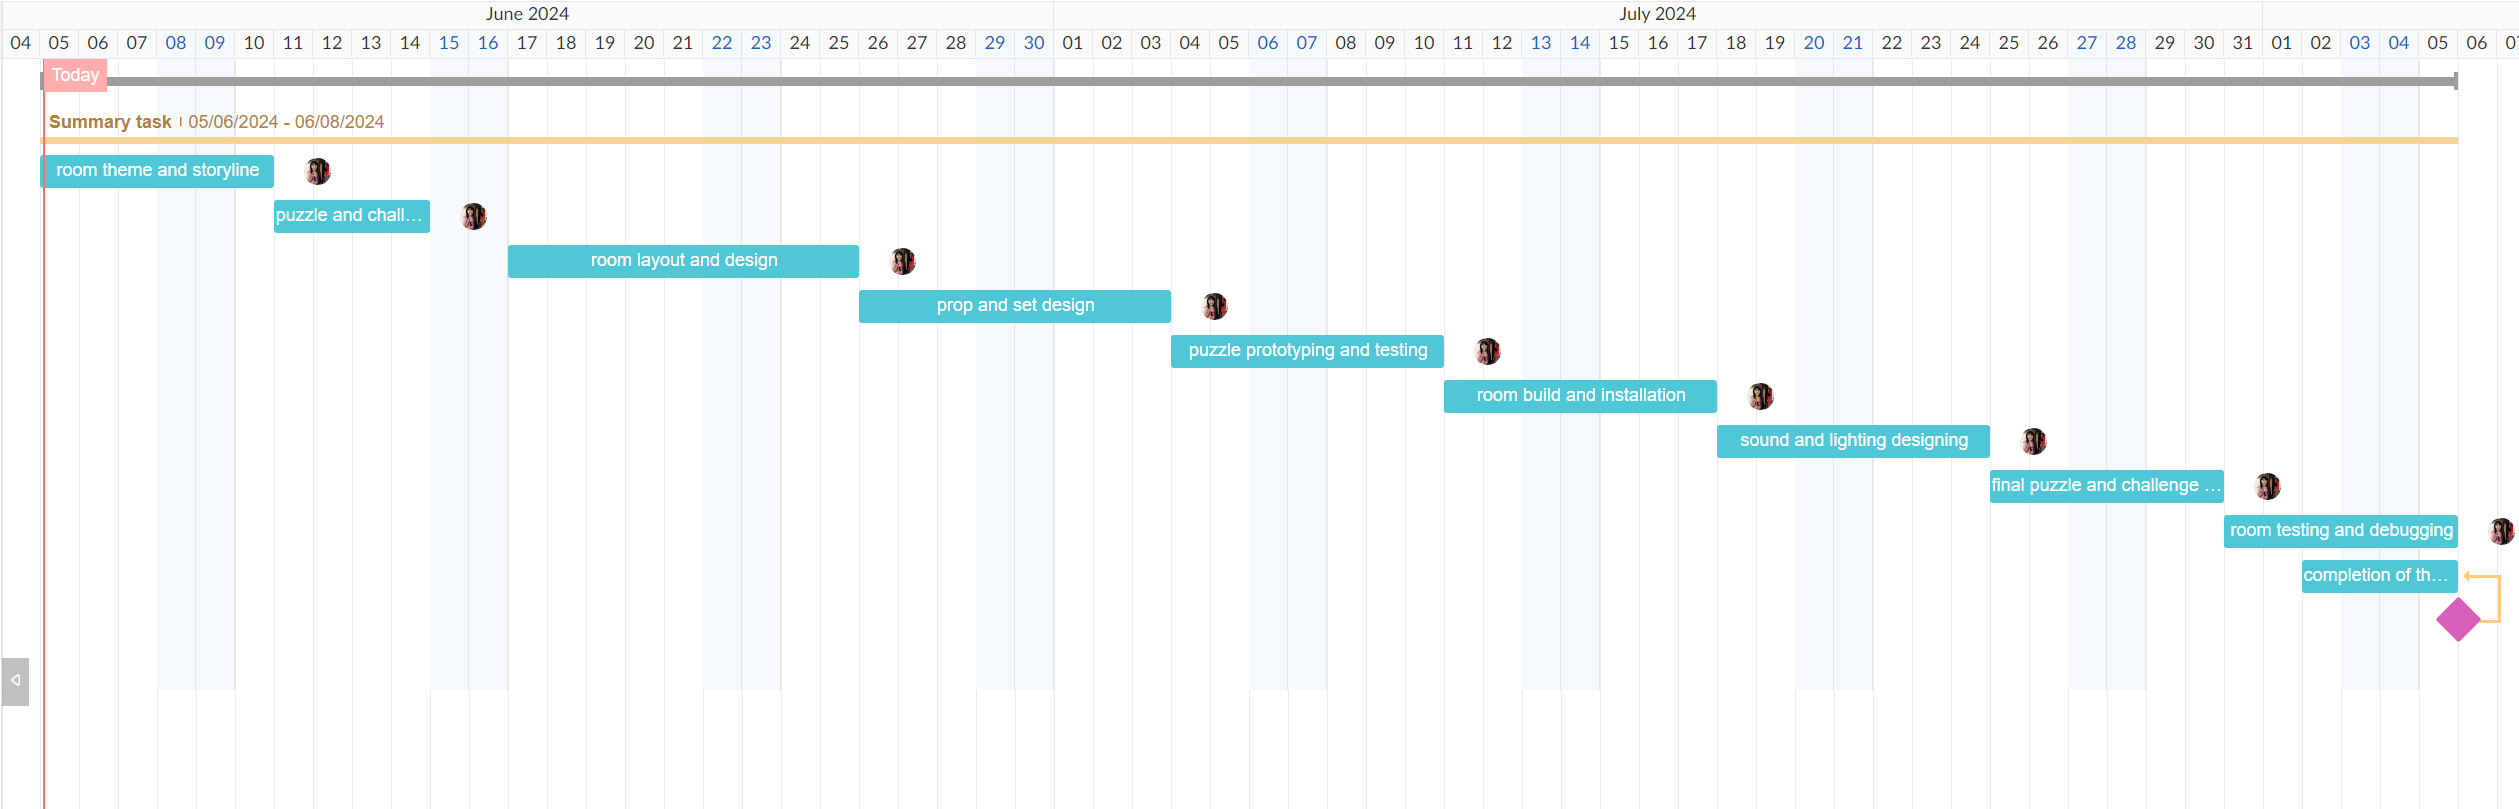 June 2024 July 2024
04 05 06 07 08 09 10 11 12 13 14 15 16 17 18 19 20 21 22 23 24 25 26 27 28 29 30 01 02 03 04 05 06 07 08 09 10 11 12 13 14 15 16 17 18 19 20 21 22 23 24 25 26 27 28 29 30 31 01 02 03 04 05 06
Today
Summary task 05/06/2024 - 06/08/2024
room theme and storyline
puzzle and chall...
room layout and design
prop and set design
puzzle prototyping and testing
room build and installation
sound and lighting designing
final puzzle and challenge ...
room testing and debugging
completion of th...